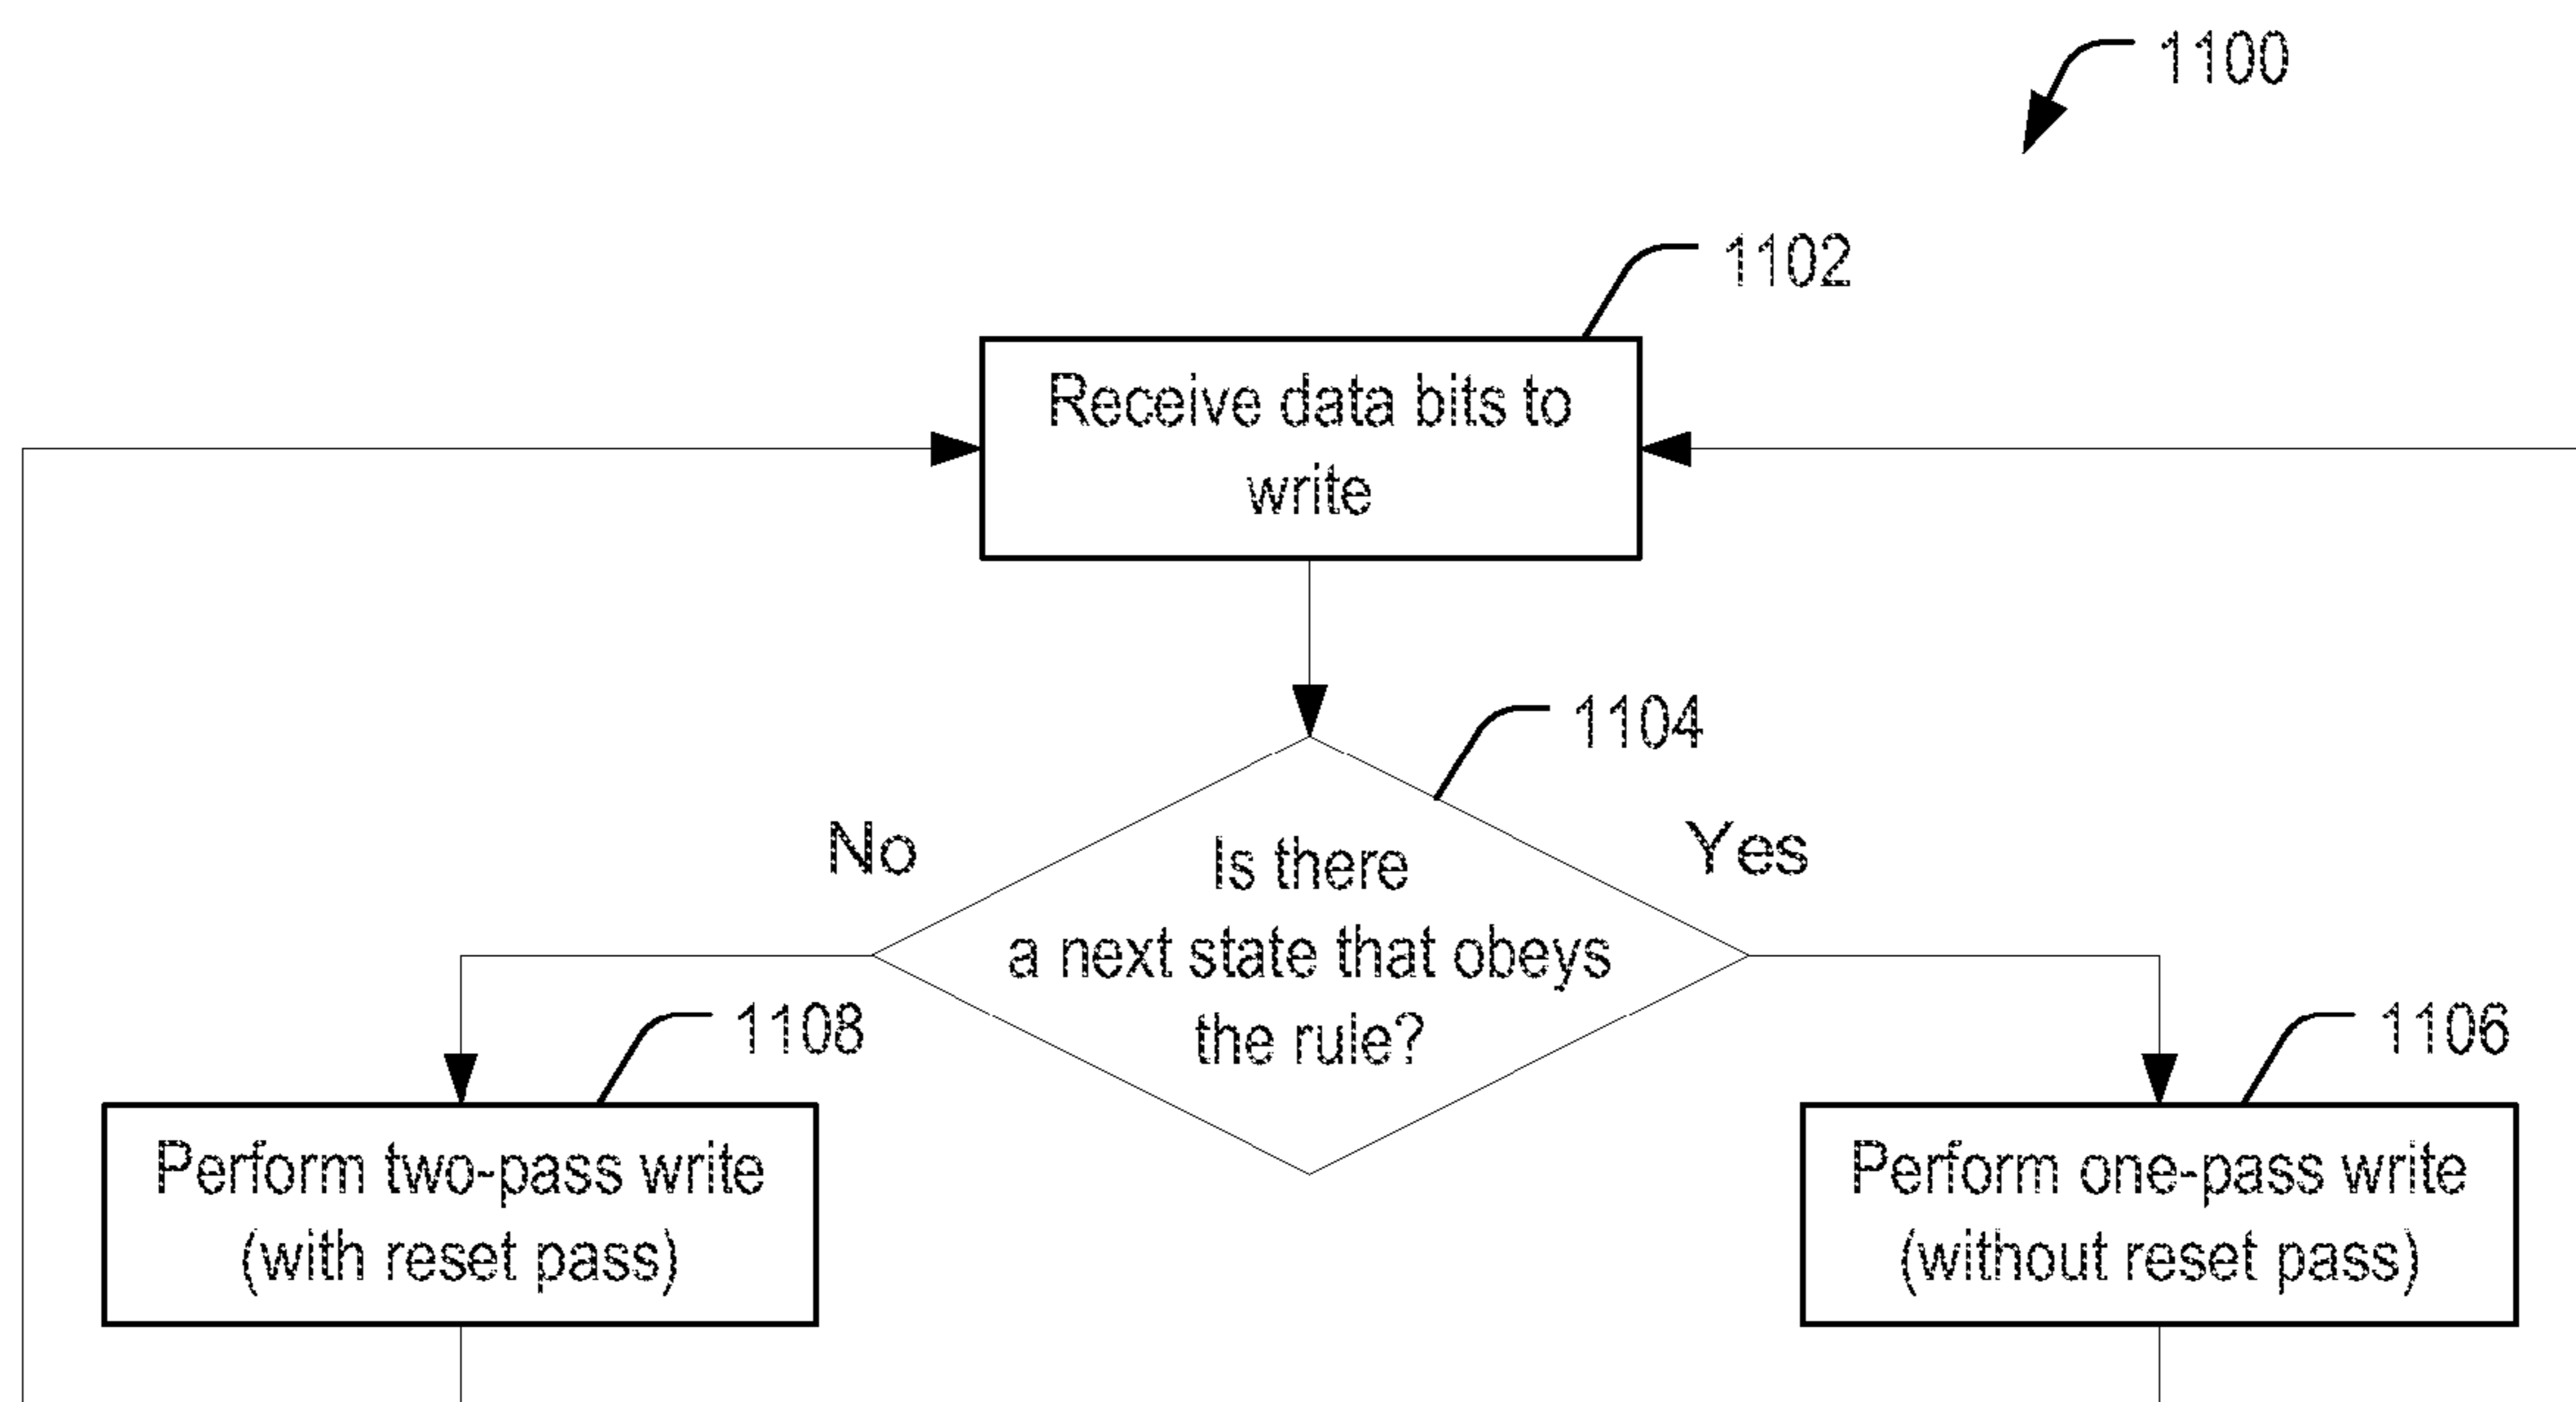 1100
1102
Receive data bits to
write
1104
No
Yes
Is there
a next state that obeys
the rule?
1108
1106
Perform two-pass write
(with reset pass)
Perform one-pass write
(without reset pass)